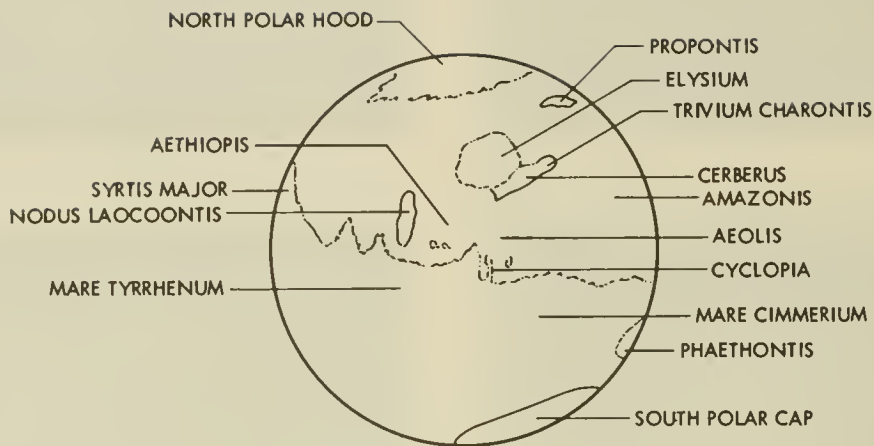 NORTH POLAR HOOD
PROPONTIS
ELYSIUM
TRIVIUM CHARONTIS
AETHIOPIS
CERBERUS
SYRTIS MAJOR
AMAZONIS
NODUS LAOCOONTIS
AEOLIS
CYCLOPIA
MARE TYRRHENUM
MARE CIMMERIUM
PHAETHONTIS
SOUTH POLAR CAP